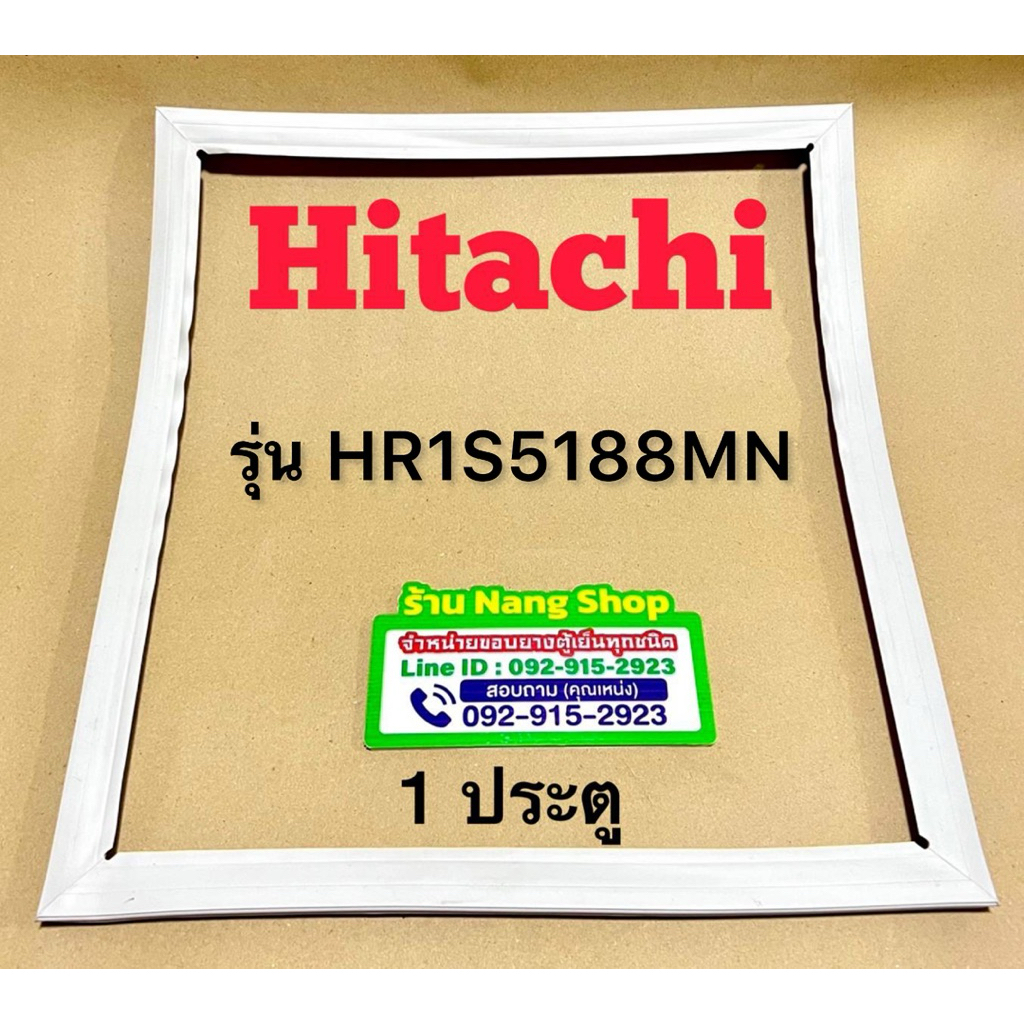 Hitachi
รุ่น HR1S5188MN
ร้าน Nang Shop
จำหน่ายขอบยางตู้เย็นทุกชนิด
Line ID : 092-915-2923
สอบถาม (คุณเหน่ง)
092-915-2923
1 ประตู